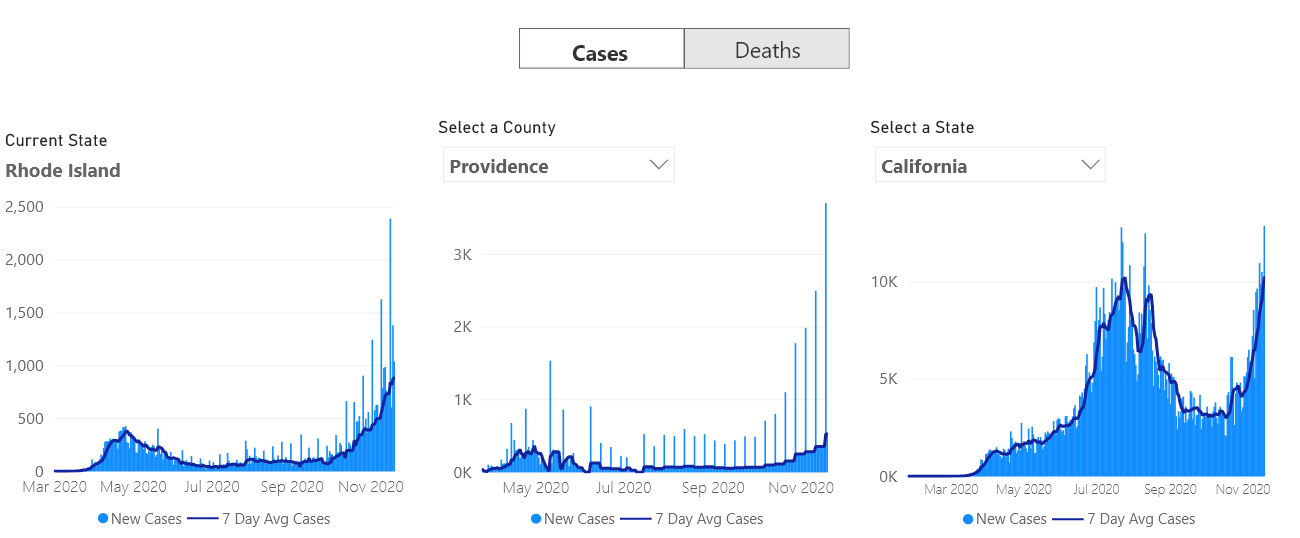 Cases Deaths
Current State
Rhode Island
2,500
2,000
1,500
1,000
500
0
Mar 2020 May 2020 Jul 2020 Sep 2020 Nov 2020
New Cases 7 Day Avg Cases
Select a County
Providence
3K
2K
1K
0K
May 2020 Jul 2020 Sep 2020 Nov 2020
New Cases 7 Day Avg Cases
Select a State
California
10K
5K
0K
Mar 2020 May 2020 Jul 2020 Sep 2020 Nov 2020
New Cases 7 Day Avg Cases